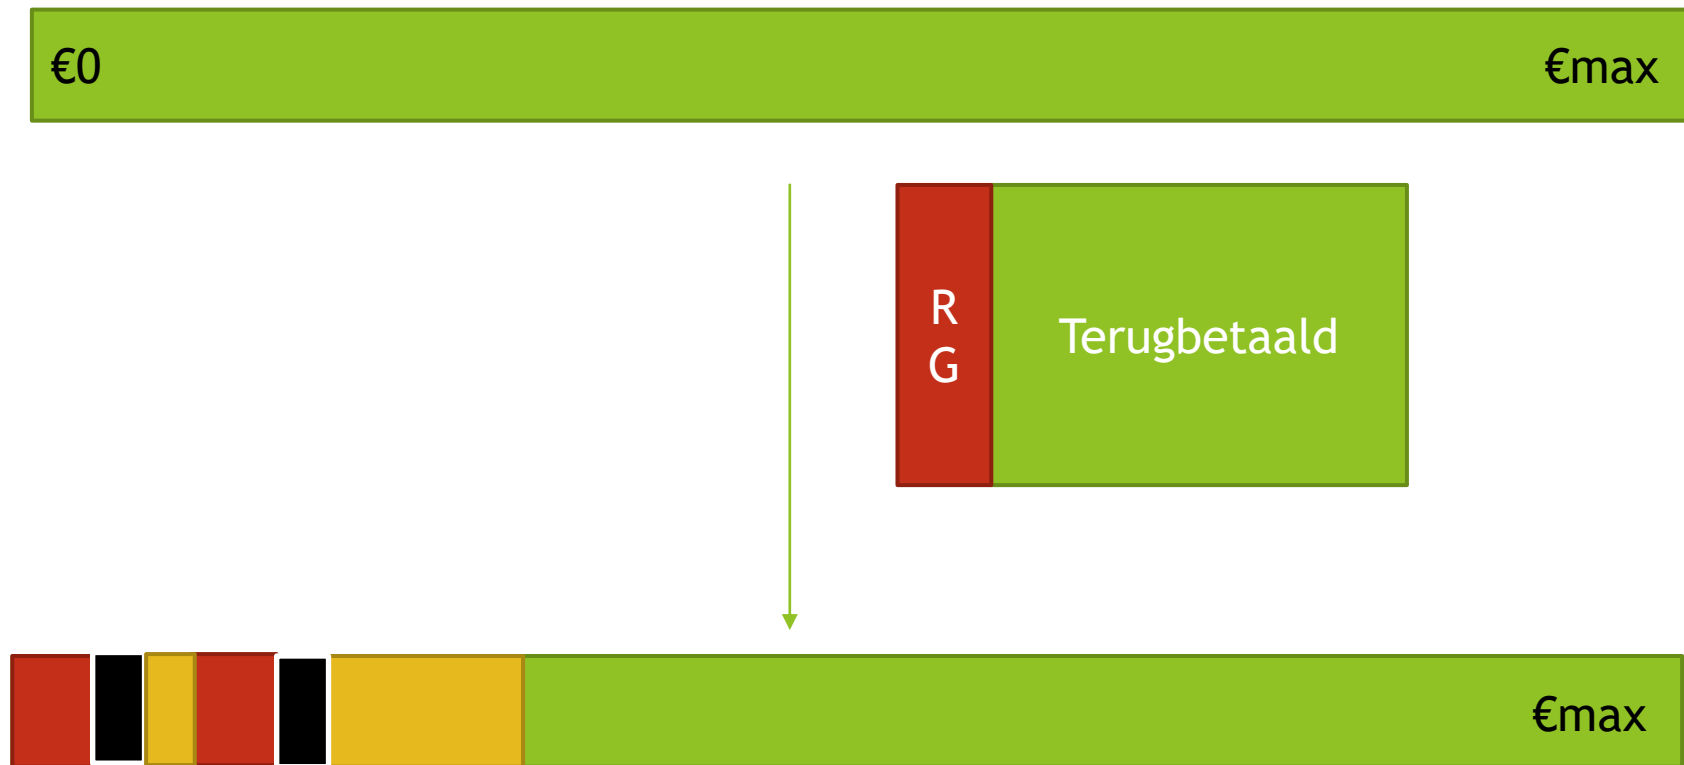 €0
€max
R
G
Terugbetaald
€max